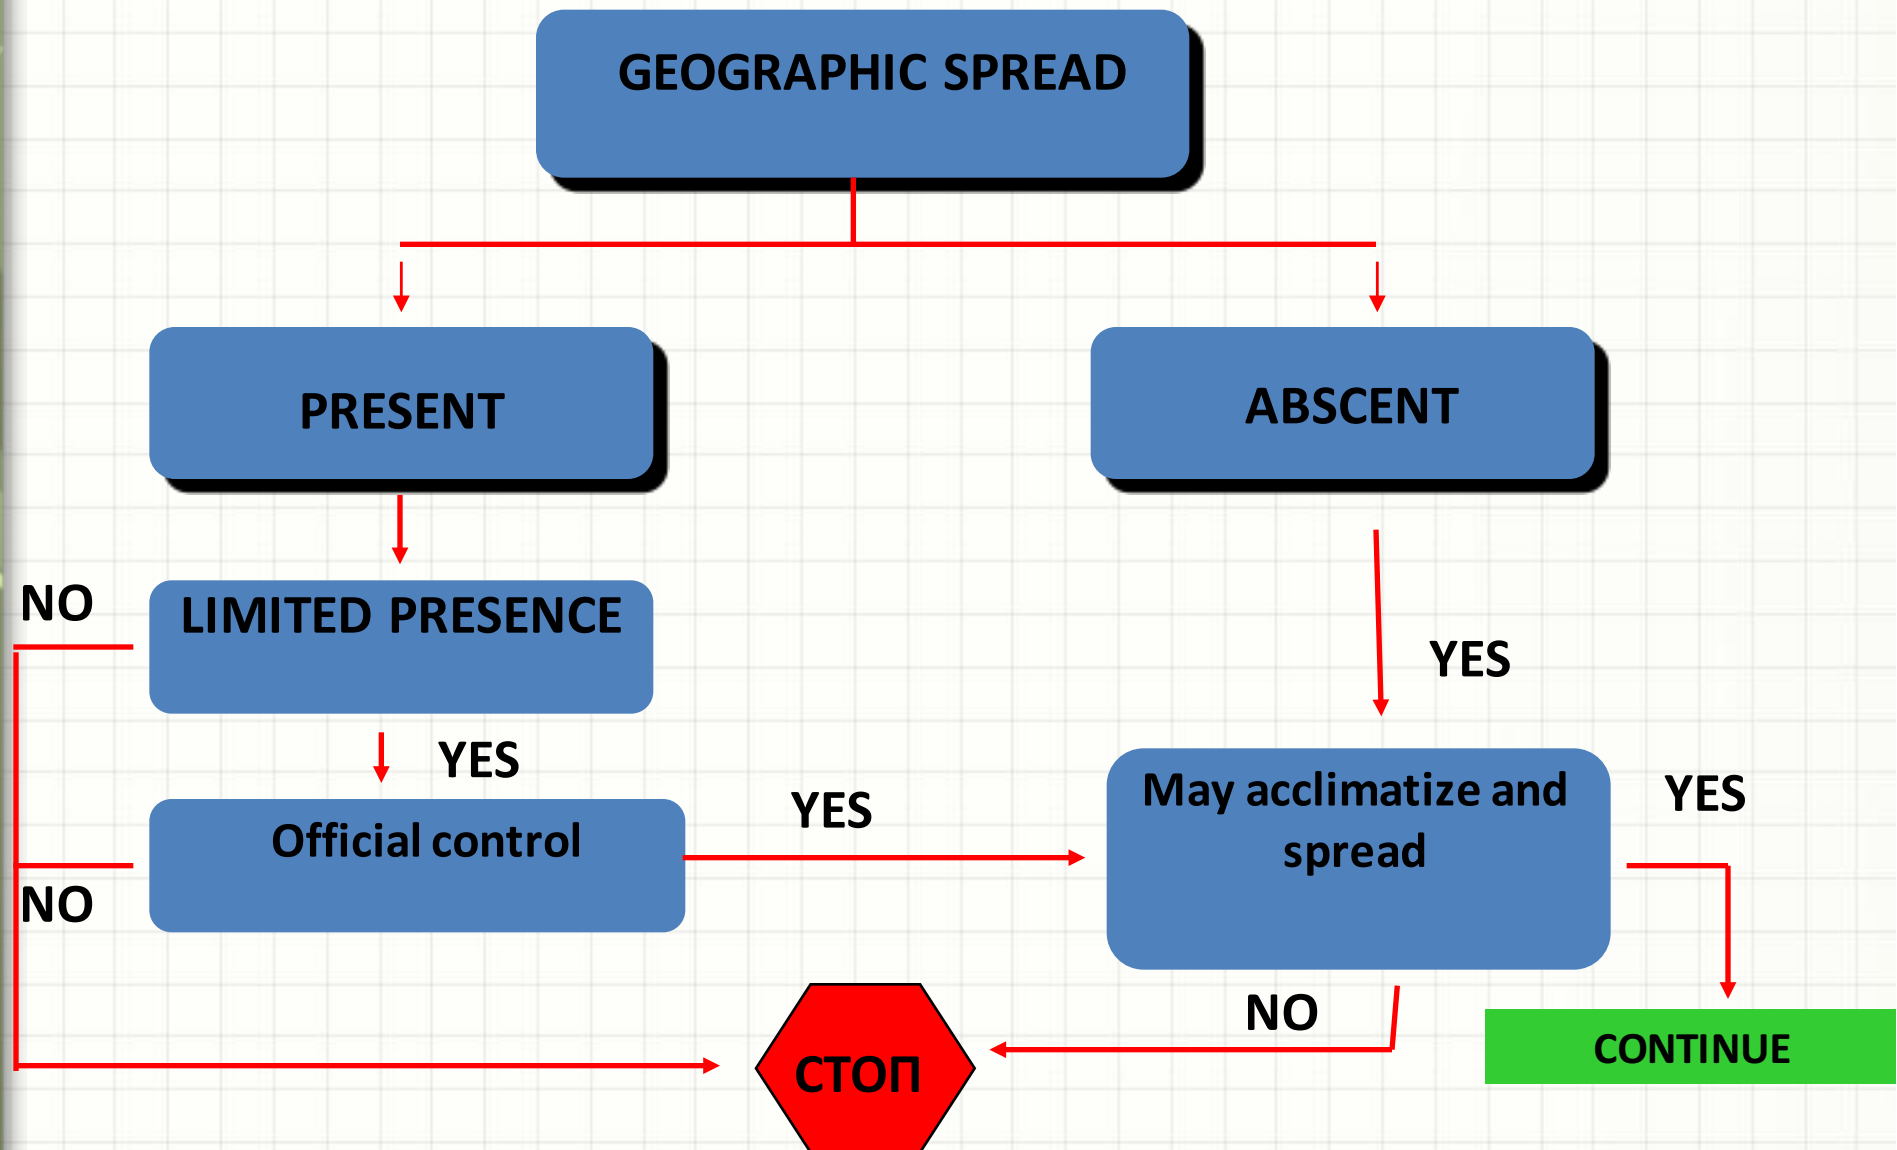 GEOGRAPHIC SPREAD
PRESENT
ABSCENT
NO
LIMITED PRESENCE
YES
YES
Official control
YES
May acclimatize and
spread
YES
NO
NO
СТОП
CONTINUE